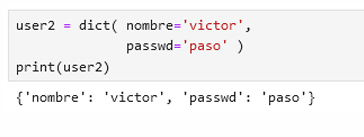 user2 = dict( nombre='victor',
passwd='paso' )
print(user2)
{'nombre': 'victor', 'passwd': 'paso'}